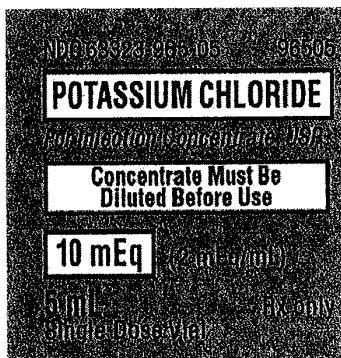 NDC 63323-965-05 96505
POTASSIUM CHLORIDE
For Injection Concentrate, USP
Concentrate Must Be
Diluted Before Use
10 mEq (2 mEq/mL)
5 mL Rx only
Single Dose Vial